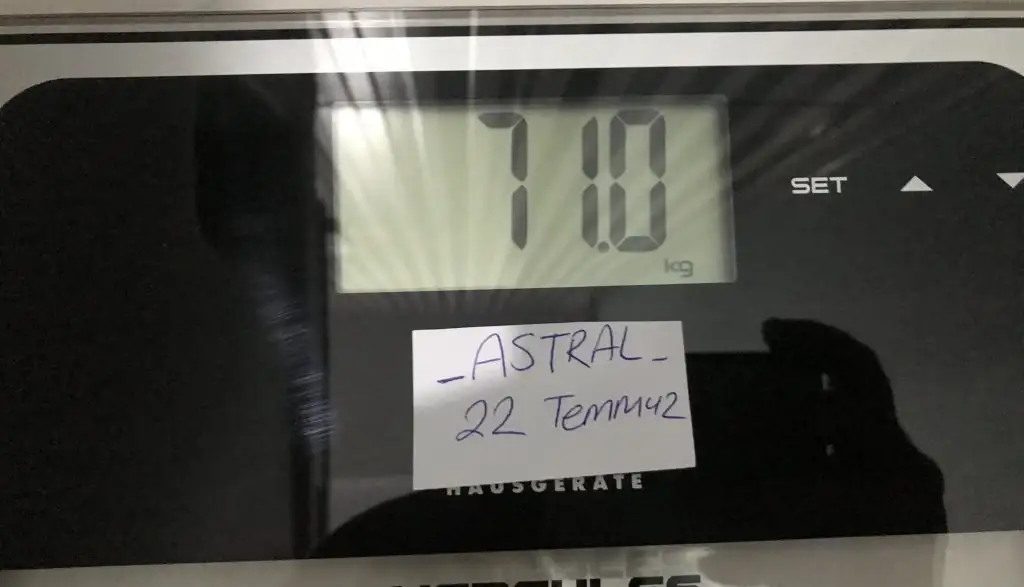 71.0
kg
SET
_ASTRAL_
22 Temmuz
HAUSGERATE